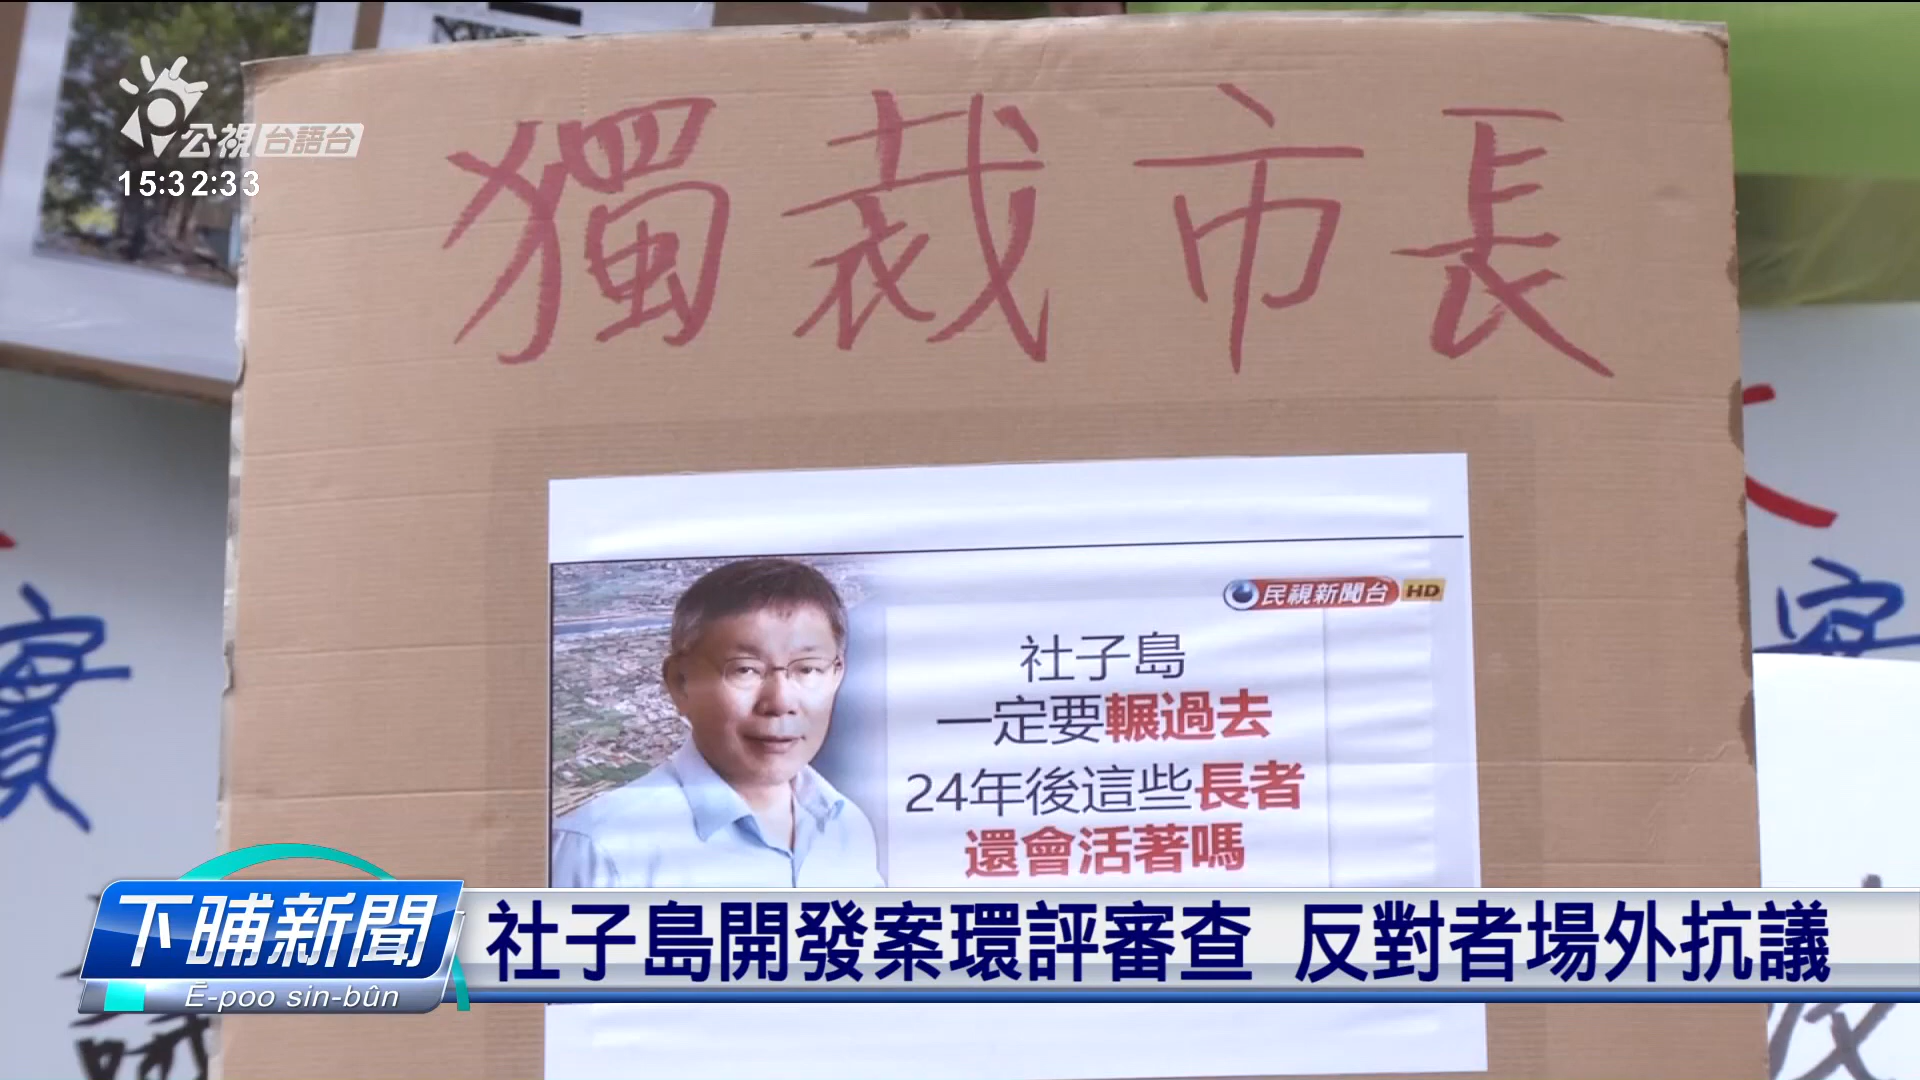 公視台語台
15:32:33
獨裁市長
民視新聞台 HD
社子島
一定要輾過去
24年後這些長者
還會活著嗎
實
下晡新聞
Ē-poo sin-bûn
社子島開發案環評審查 反對者場外抗議